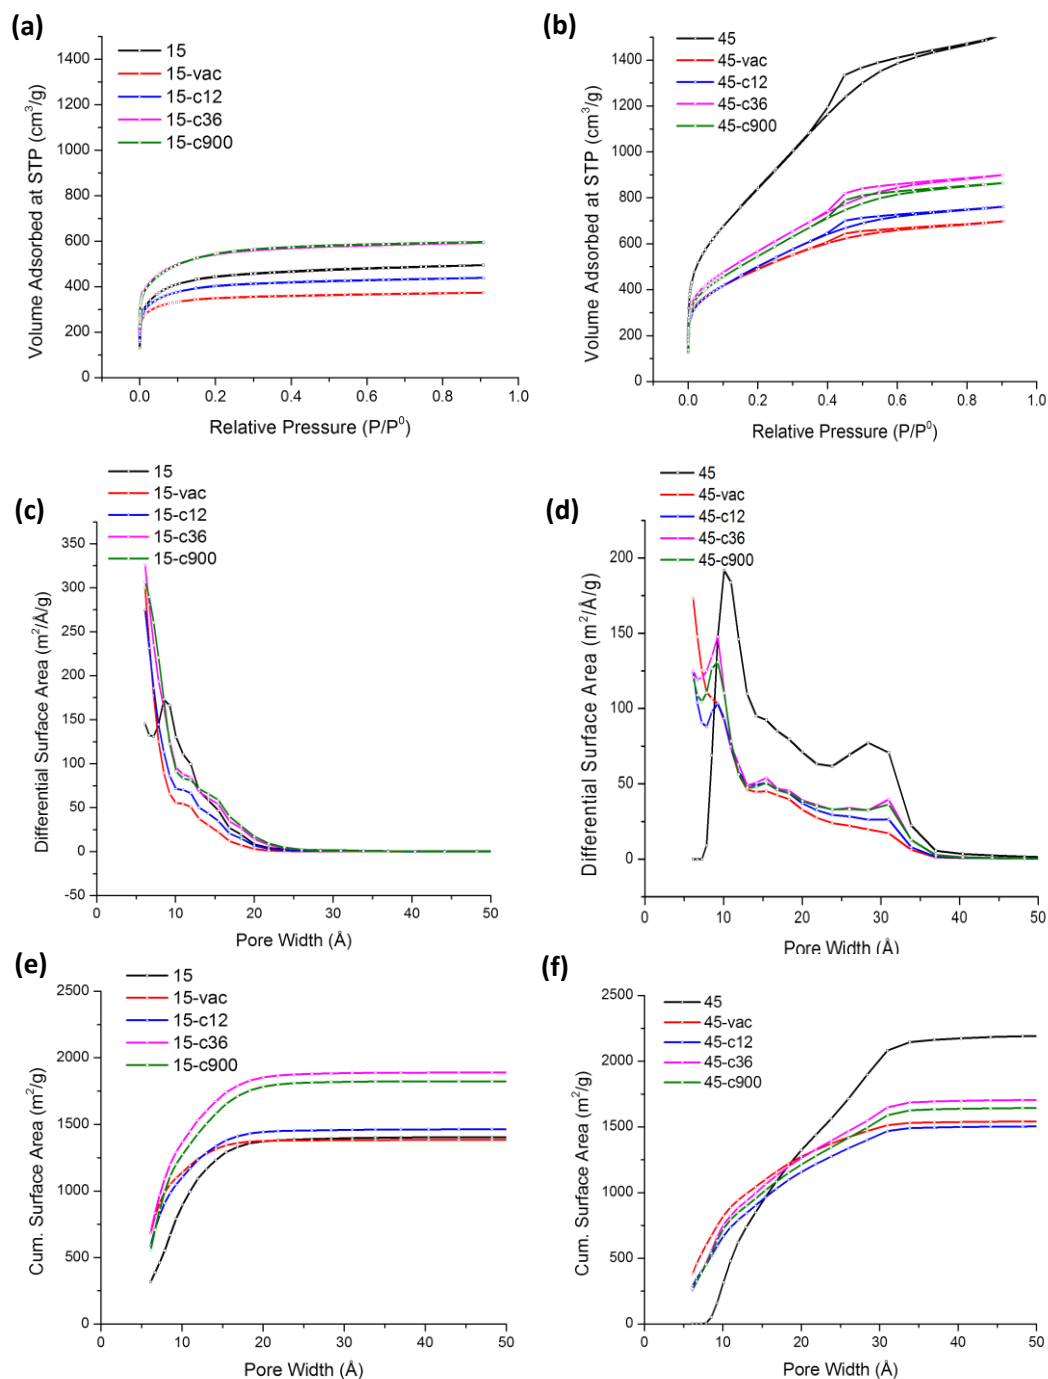 (a)
15
15-vac
15-c12
15-c36
15-c900
Volume Adsorbed at STP (cm³/g)
1400
1200
1000
800
600
400
200
0
0.0 0.2 0.4 0.6 0.8 1.0
Relative Pressure (P/P⁰)
(b)
45
45-vac
45-c12
45-c36
45-c900
Volume Adsorbed at STP (cm³/g)
1400
1200
1000
800
600
400
200
0
0.0 0.2 0.4 0.6 0.8 1.0
Relative Pressure (P/P⁰)
(c)
15
15-vac
15-c12
15-c36
15-c900
Differential Surface Area (m²/Å/g)
350
300
250
200
150
100
50
0
-50
0 10 20 30 40 50
Pore Width (Å)
(d)
45
45-vac
45-c12
45-c36
45-c900
Differential Surface Area (m²/Å/g)
200
150
100
50
0
0 10 20 30 40 50
Pore Width (Å)
(e)
15
15-vac
15-c12
15-c36
15-c900
Cum. Surface Area (m²/g)
2500
2000
1500
1000
500
0
0 10 20 30 40 50
Pore Width (Å)
(f)
45
45-vac
45-c12
45-c36
45-c900
Cum. Surface Area (m²/g)
2500
2000
1500
1000
500
0
0 10 20 30 40 50
Pore Width (Å)